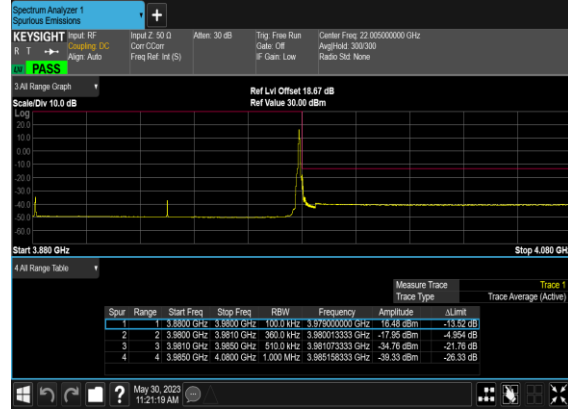 Spectrum Analyzer 1
Spurious Emissions
+
KEYSIGHT Input: RF Input Z: 50 Ω Atten: 30 dB Trig: Free Run Center Freq: 22.005000000 GHz
R T Coupling: DC Corr CCorr Gate: Off Avg|Hold: 300/300
Align: Auto Freq Ref: Int (S) IF Gain: Low Radio Std: None
PASS
3 All Range Graph
Ref Lvl Offset 18.67 dB
Scale/Div 10.0 dB Ref Value 30.00 dBm
Log
20.0
10.0
0.00
-10.0
-20.0
-30.0
-40.0
-50.0
-60.0
Start 3.880 GHz Stop 4.080 GH
4 All Range Table
Measure Trace Trace 1
Trace Type Trace Average (Active)
Spur Range Start Freq Stop Freq RBW Frequency Amplitude ΔLimit
1 1 3.8800 GHz 3.9800 GHz 100.0 kHz 3.979000000 GHz 16.48 dBm -13.52 dB
2 2 3.9800 GHz 3.9810 GHz 360.0 kHz 3.980013333 GHz -17.95 dBm -4.954 dB
3 3 3.9810 GHz 3.9850 GHz 510.0 kHz 3.981073333 GHz -34.76 dBm -21.76 dB
4 4 3.9850 GHz 4.0800 GHz 1.000 MHz 3.985158333 GHz -39.33 dBm -26.33 dB
?
May 30, 2023
11:21:19 AM